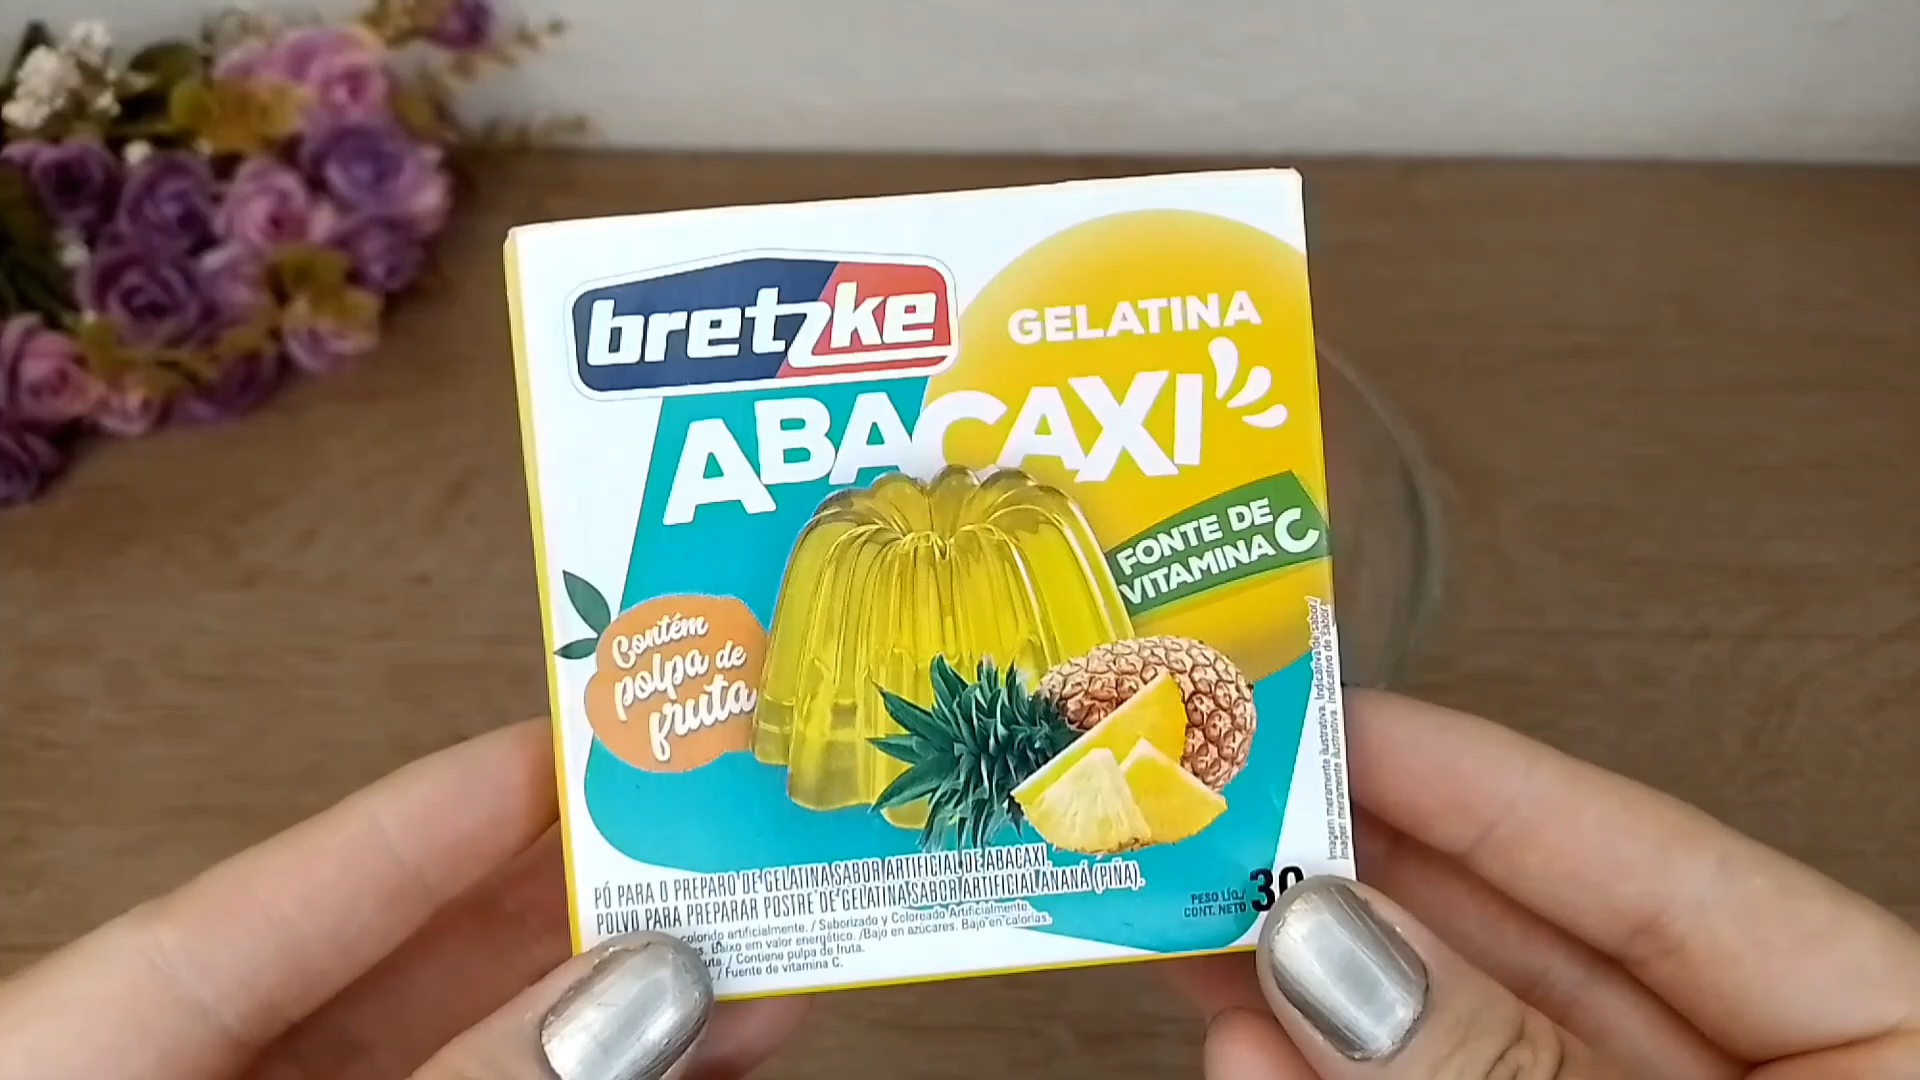 bretzke
GELATINA
ABACAXI
FONTE DE
VITAMINA C
Contém
polpa de
fruta
PÓ PARA O PREPARO DE GELATINA SABOR ARTIFICIAL DE ABACAXI.
POLVO PARA PREPARAR POSTRE DE GELATINA SABOR ARTIFICIAL ANANÁ (PIÑA).
colorido artificialmente. / Saborizado y Coloreado Artificialmente.
Baixo em valor energético. /Bajo en azúcares. Bajo en calorías.
/ Contiene pulpa de fruta.
/ Fuente de vitamina C.
PESO LÍQ./
CONT. NETO
Imagem meramente ilustrativa. Indicativa de sabor./
Imagen meramente ilustrativa. Indicativo de sabor.